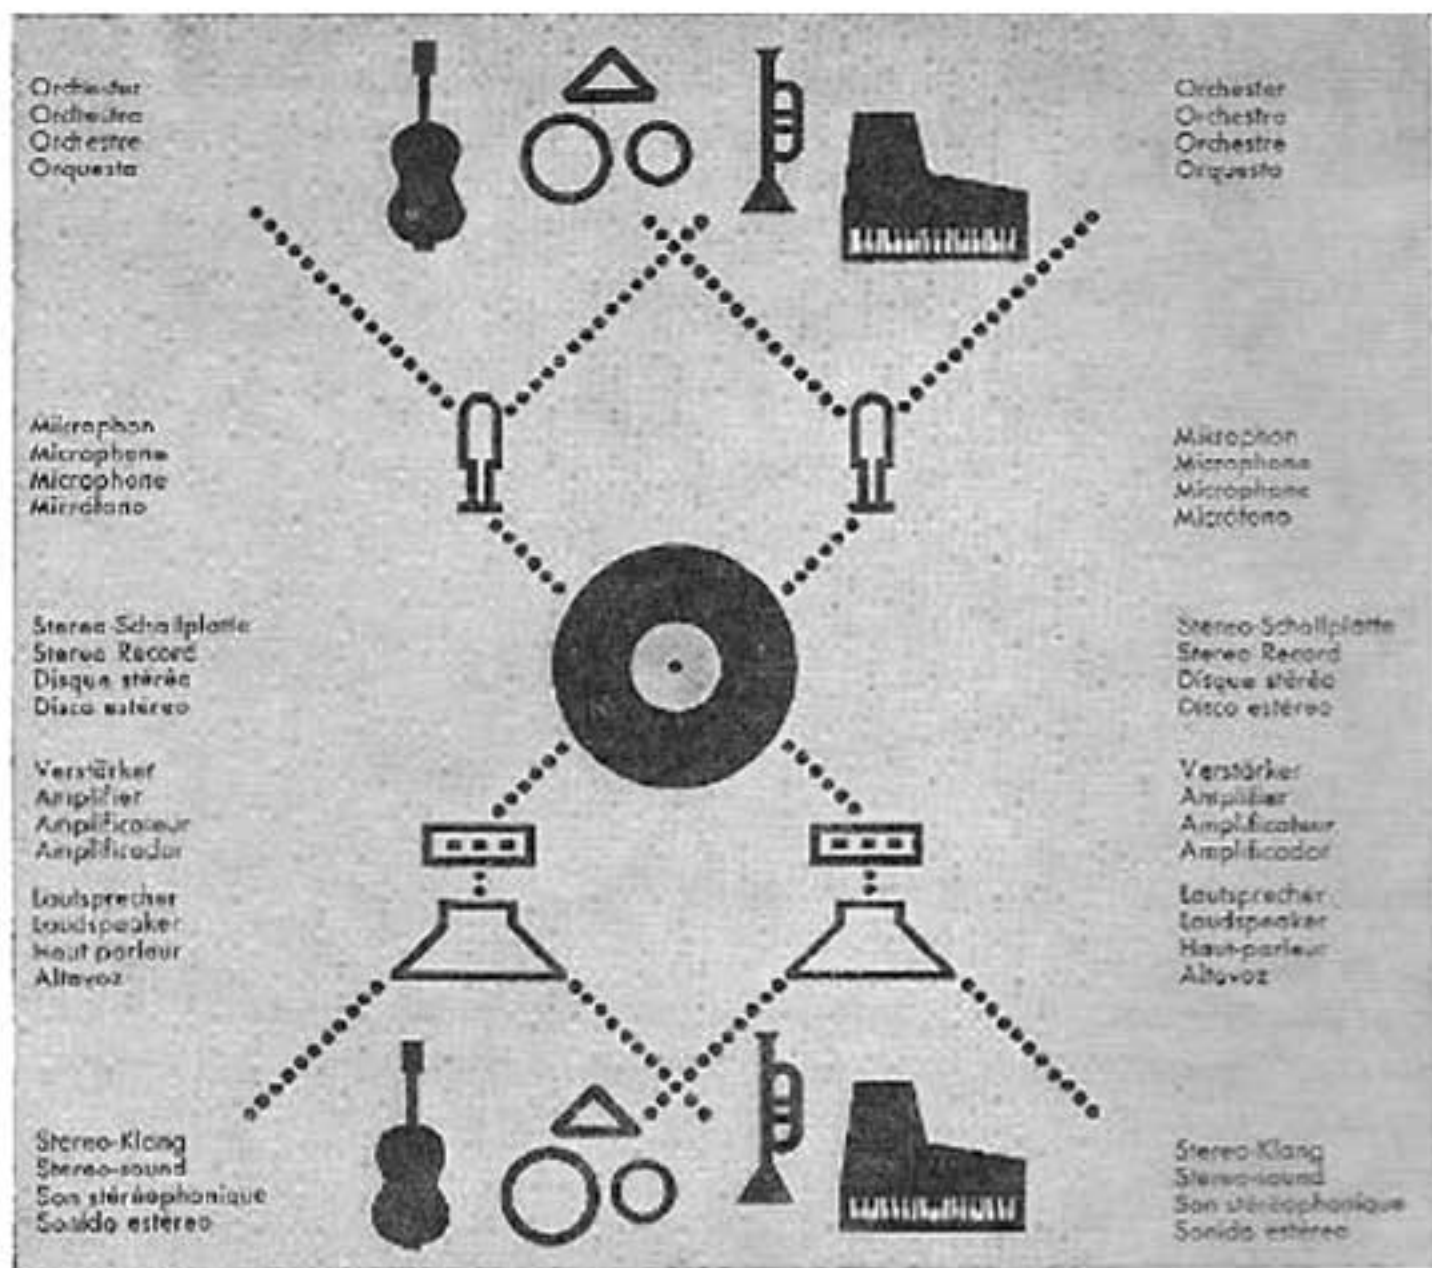 Orchester
Orchestra
Orchestre
Orquesta
Orchester
Orchestra
Orchestre
Orquesta
Mikrophon
Microphone
Microphone
Micrófono
Mikrophon
Microphone
Microphone
Micrófono
Stereo-Schallplatte
Stereo Record
Disque stéréo
Disco estéreo
Stereo-Schallplatte
Stereo Record
Disque stéréo
Disco estéreo
Verstärker
Amplifier
Amplificateur
Amplificador
Verstärker
Amplifier
Amplificateur
Amplificador
Lautsprecher
Loudspeaker
Haut parleur
Altavoz
Lautsprecher
Loudspeaker
Haut-parleur
Altavoz
Stereo-Klang
Stereo-sound
Son stéréophonique
Sonido estéreo
Stereo-Klang
Stereo-sound
Son stéréophonique
Sonido estéreo